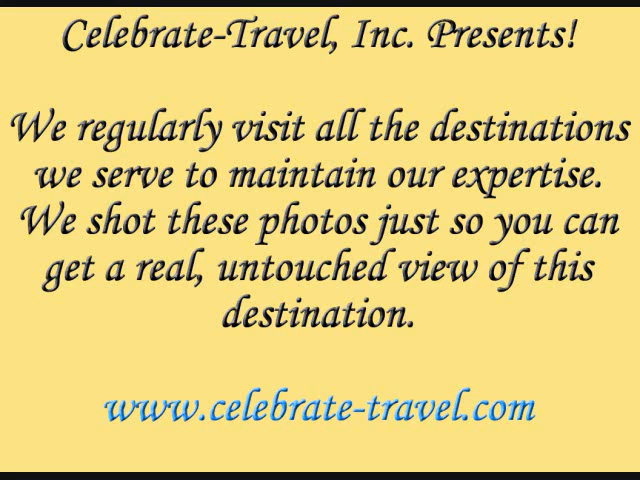 Celebrate-Travel, Inc. Presents!
We regularly visit all the destinations
we serve to maintain our expertise.
We shot these photos just so you can
get a real, untouched view of this
destination.
www.celebrate-travel.com